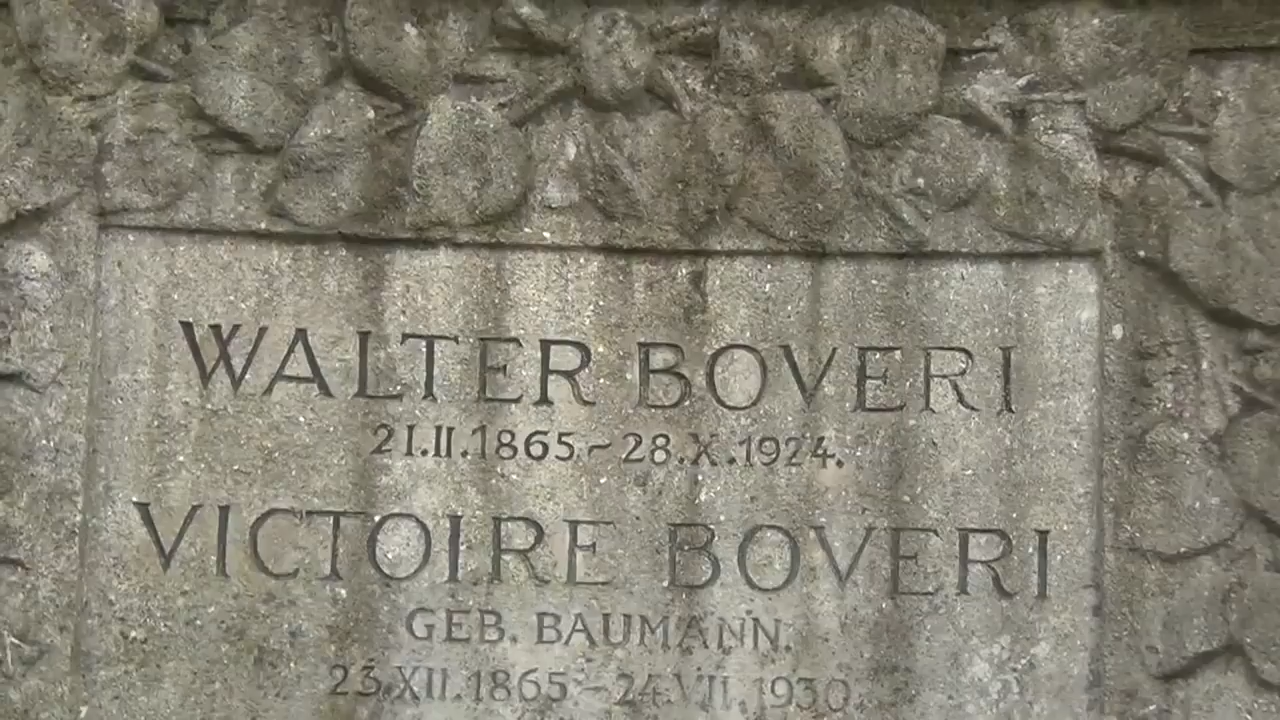 WALTER BOVERI
21.II.1865.–28.X.1924.
VICTOIRE BOVERI
GEB. BAUMANN.
23.XII.1865–24.VII.1930.